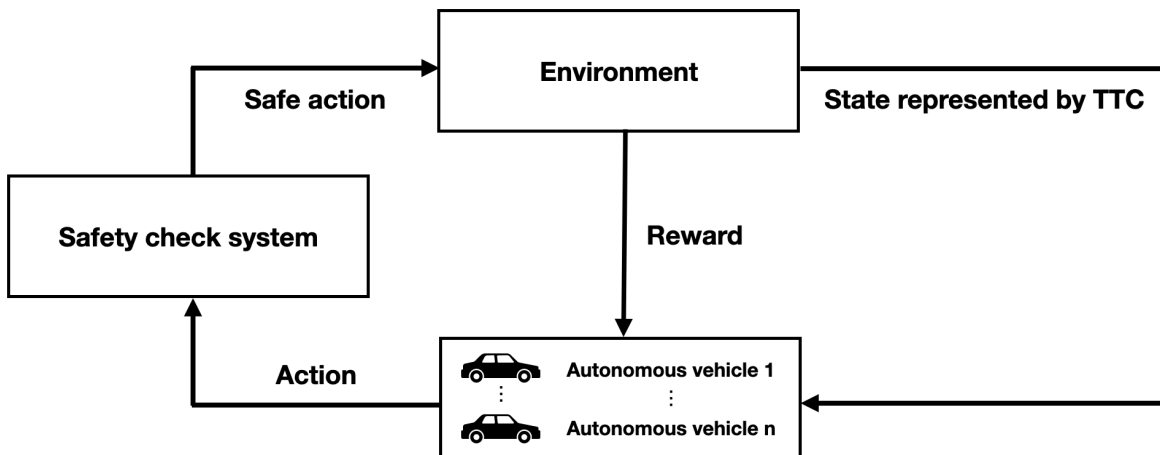 Environment
Safe action
State represented by TTC
Safety check system
Reward
Action
Autonomous vehicle 1
⋮
⋮
Autonomous vehicle n